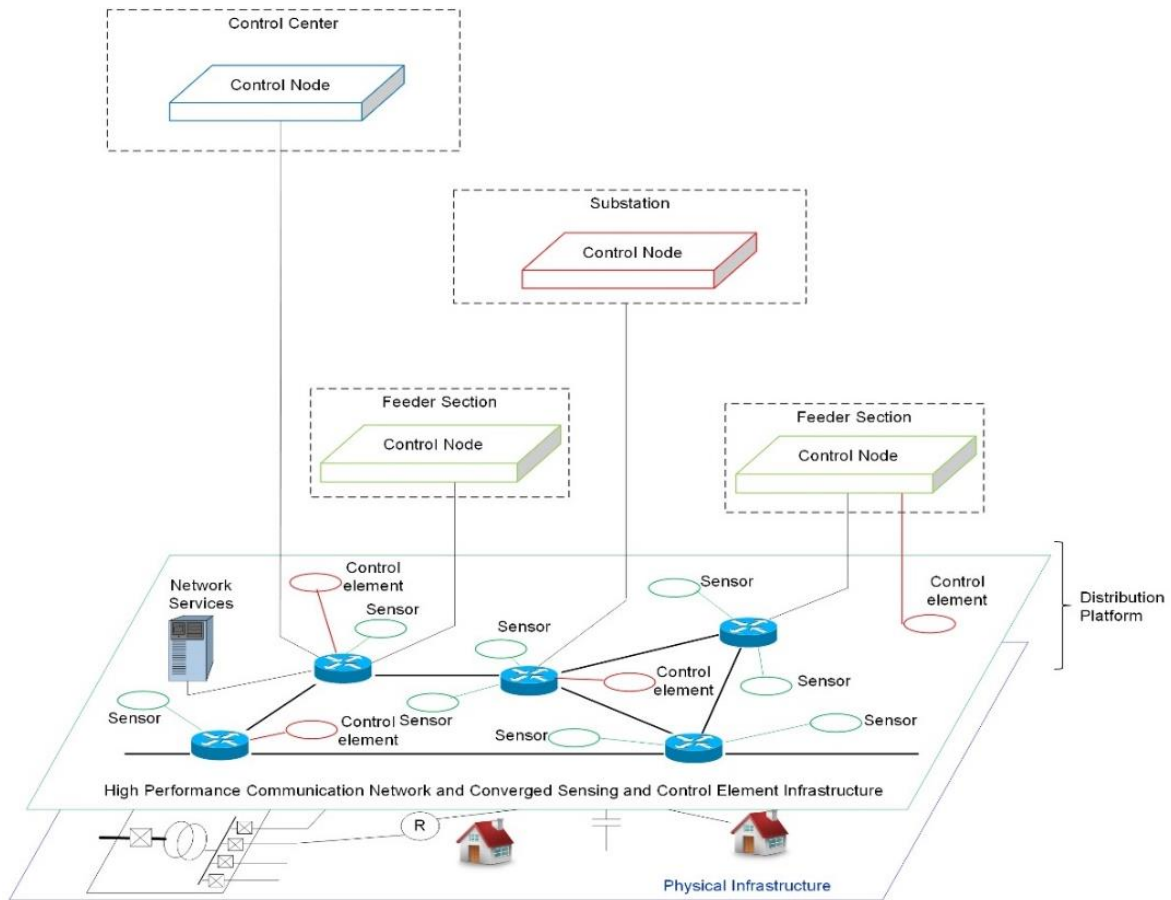 Control Center
Control Node
Substation
Control Node
Feeder Section
Control Node
Feeder Section
Control Node
Network
Services
Control
element
Sensor
Sensor
Sensor
Control
element
Distribution
Platform
Sensor
Control
element
Sensor
Sensor
Control
element
Sensor
Sensor
Sensor
High Performance Communication Network and Converged Sensing and Control Element Infrastructure
R
Physical Infrastructure